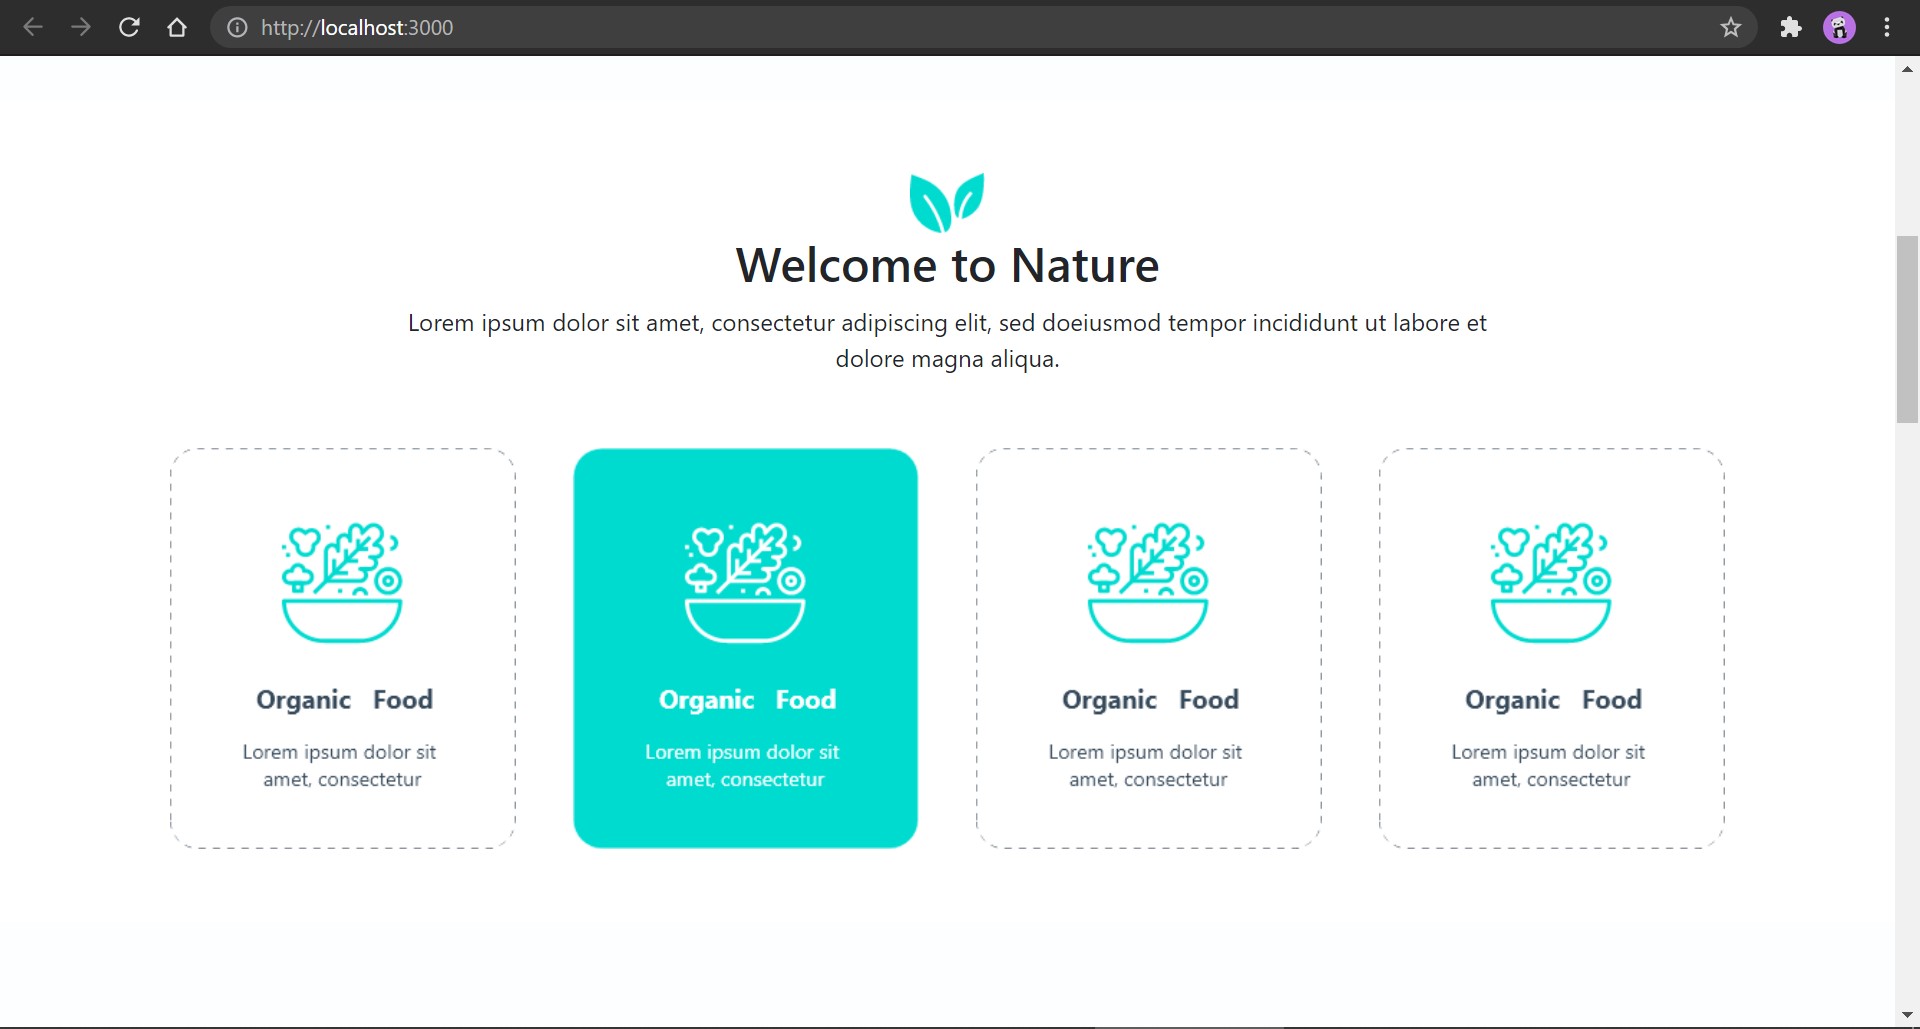 http://localhost:3000
Welcome to Nature
Lorem ipsum dolor sit amet, consectetur adipiscing elit, sed doeiusmod tempor incididunt ut labore et
dolore magna aliqua.
Organic Food
Lorem ipsum dolor sit
amet, consectetur
Organic Food
Lorem ipsum dolor sit
amet, consectetur
Organic Food
Lorem ipsum dolor sit
amet, consectetur
Organic Food
Lorem ipsum dolor sit
amet, consectetur